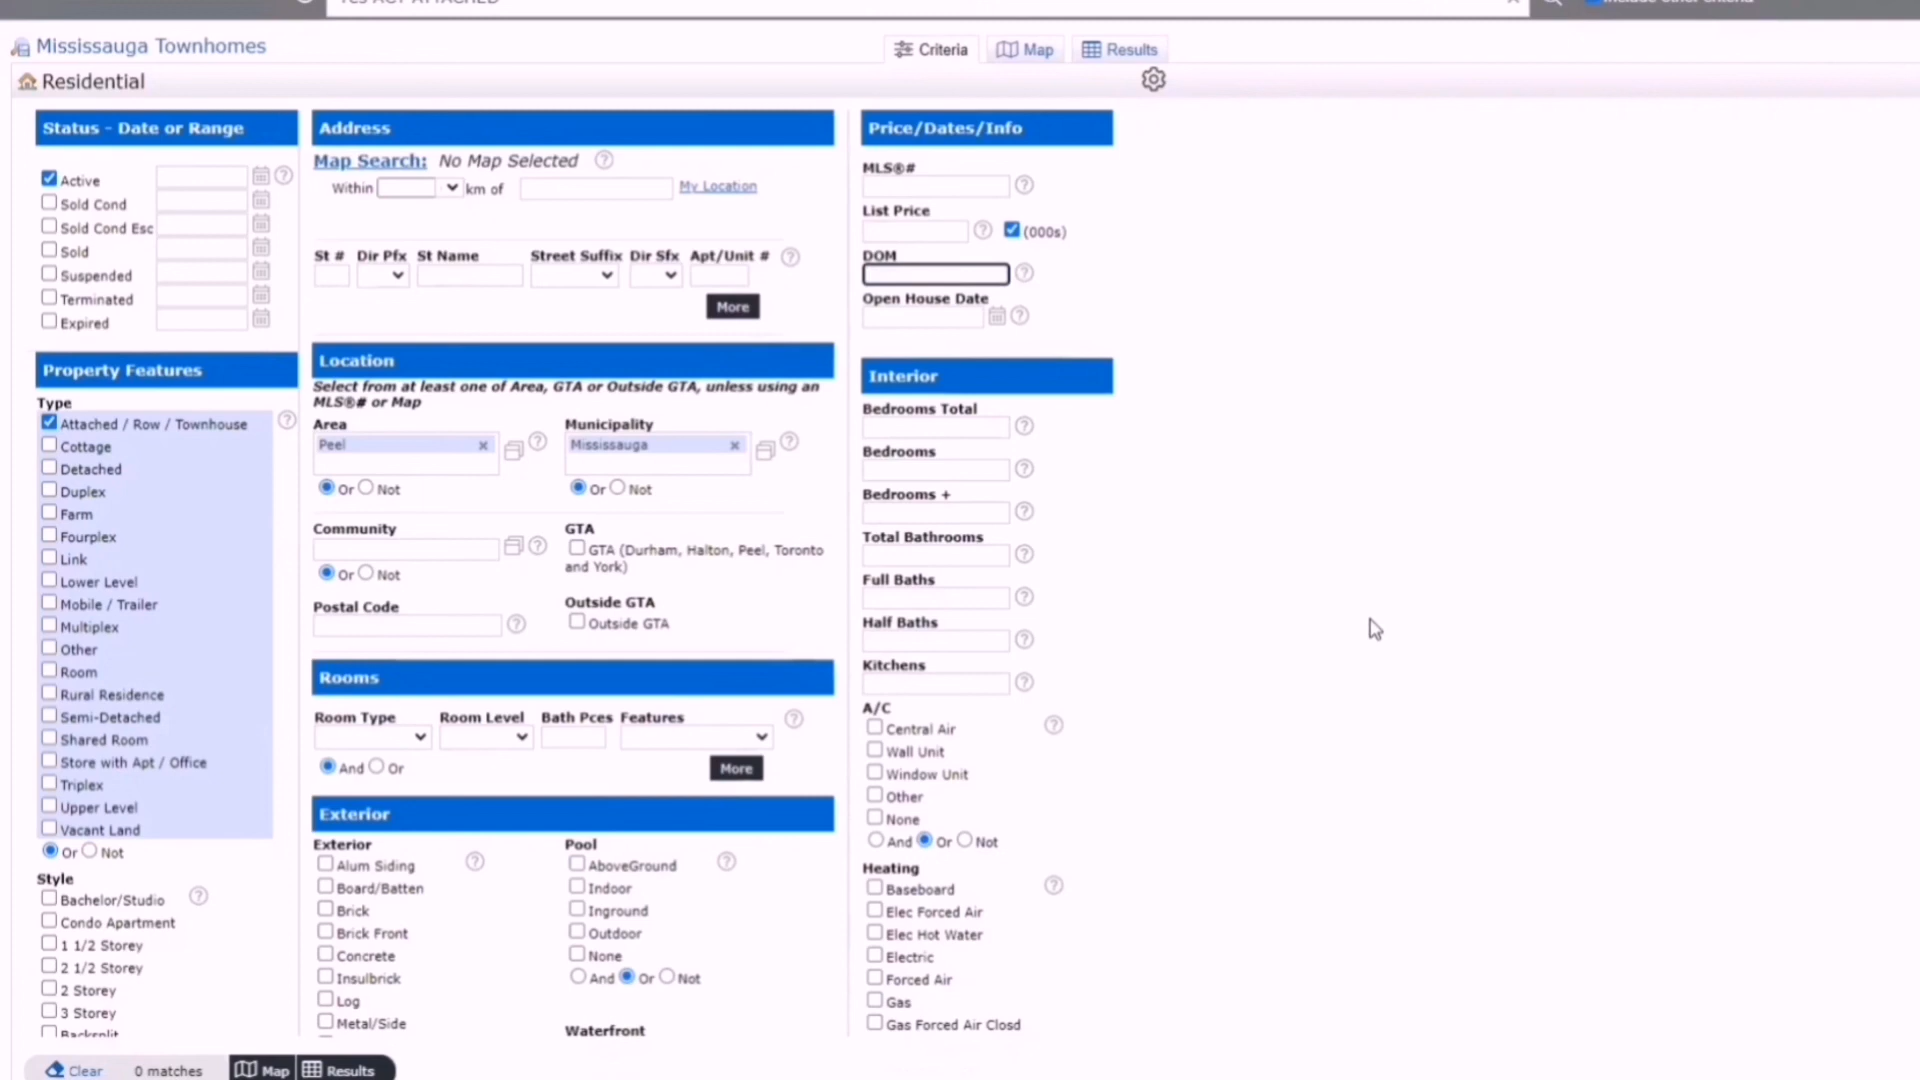 Mississauga Townhomes
Criteria
Map
Results
Residential
Status - Date or Range
Active
Sold Cond
Sold Cond Esc
Sold
Suspended
Terminated
Expired
Property Features
Type
Attached / Row / Townhouse
Cottage
Detached
Duplex
Farm
Fourplex
Link
Lower Level
Mobile / Trailer
Multiplex
Other
Room
Rural Residence
Semi-Detached
Shared Room
Store with Apt / Office
Triplex
Upper Level
Vacant Land
Or Not
Style
Bachelor/Studio
Condo Apartment
1 1/2 Storey
2 1/2 Storey
2 Storey
3 Storey
Backsplit
Address
Map Search: No Map Selected
Within km of My Location
St # Dir Pfx St Name Street Suffix Dir Sfx Apt/Unit #
More
Location
Select from at least one of Area, GTA or Outside GTA, unless using an
MLS®# or Map
Area
Peel
Or Not
Municipality
Mississauga
Or Not
Community
Or Not
GTA
GTA (Durham, Halton, Peel, Toronto
and York)
Postal Code
Outside GTA
Outside GTA
Rooms
Room Type Room Level Bath Pces Features
And Or
More
Exterior
Exterior
Alum Siding
Board/Batten
Brick
Brick Front
Concrete
Insulbrick
Log
Metal/Side
Pool
AboveGround
Indoor
Inground
Outdoor
None
And Or Not
Waterfront
Price/Dates/Info
MLS®#
List Price
(000s)
DOM
Open House Date
Interior
Bedrooms Total
Bedrooms
Bedrooms +
Total Bathrooms
Full Baths
Half Baths
Kitchens
A/C
Central Air
Wall Unit
Window Unit
Other
None
And Or Not
Heating
Baseboard
Elec Forced Air
Elec Hot Water
Electric
Forced Air
Gas
Gas Forced Air Closd
Clear 0 matches Map Results